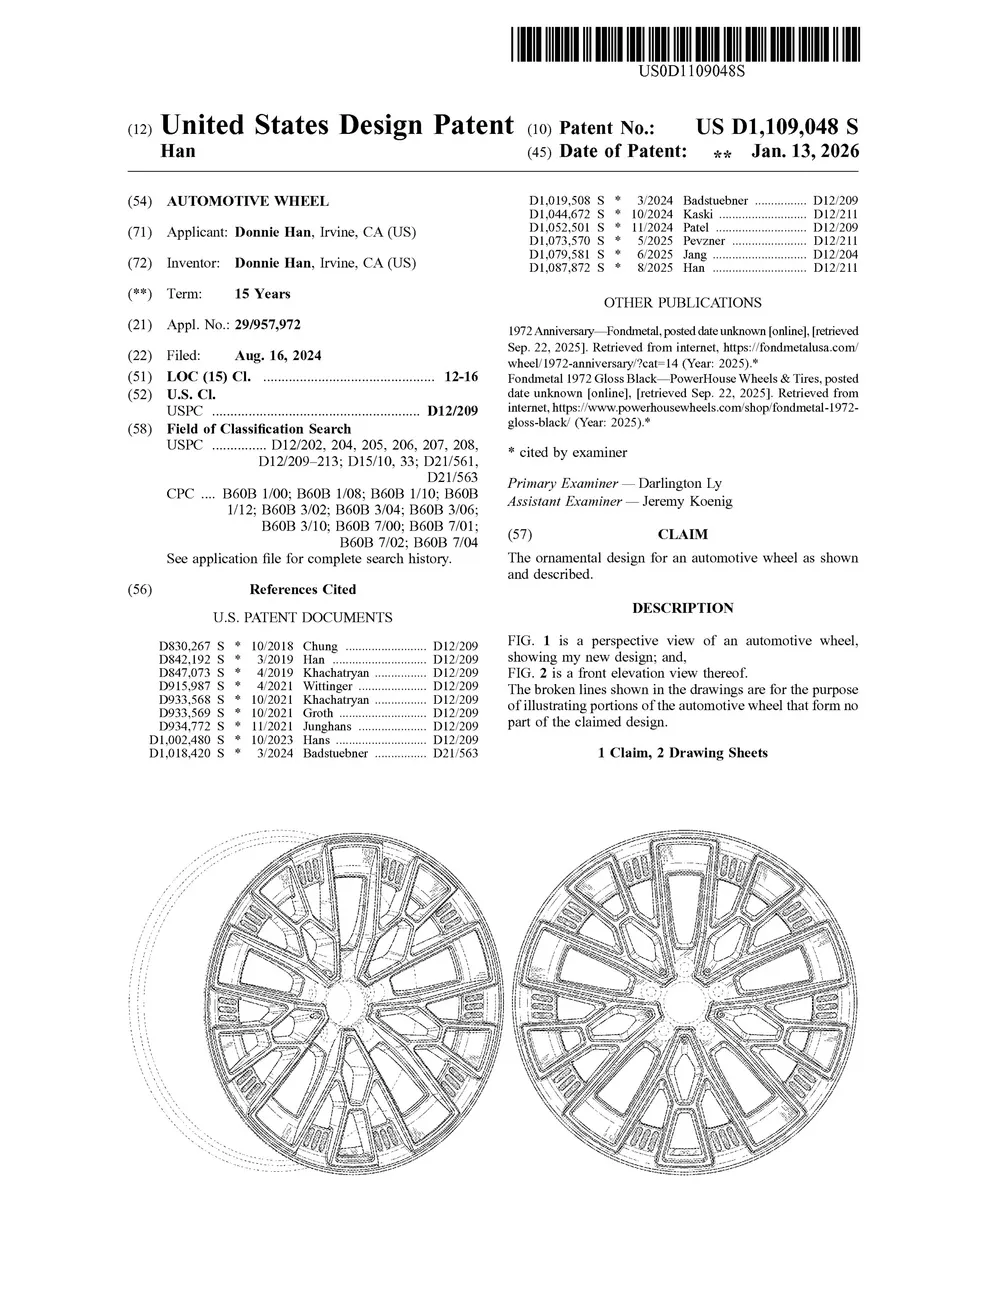 US0D1109048S
(12) United States Design Patent
Han
(10) Patent No.: US D1,109,048 S
(45) Date of Patent: ** Jan. 13, 2026
(54) AUTOMOTIVE WHEEL
(71) Applicant: Donnie Han, Irvine, CA (US)
(72) Inventor: Donnie Han, Irvine, CA (US)
(**) Term: 15 Years
(21) Appl. No.: 29/957,972
(22) Filed: Aug. 16, 2024
(51) LOC (15) Cl. ............................................... 12-16
(52) U.S. Cl.
USPC ......................................................... D12/209
(58) Field of Classification Search
USPC ............... D12/202, 204, 205, 206, 207, 208,
D12/209–213; D15/10, 33; D21/561,
D21/563
CPC .... B60B 1/00; B60B 1/08; B60B 1/10; B60B
1/12; B60B 3/02; B60B 3/04; B60B 3/06;
B60B 3/10; B60B 7/00; B60B 7/01;
B60B 7/02; B60B 7/04
See application file for complete search history.
(56) References Cited
U.S. PATENT DOCUMENTS
D830,267 S * 10/2018 Chung ......................... D12/209
D842,192 S * 3/2019 Han ............................. D12/209
D847,073 S * 4/2019 Khachatryan ................ D12/209
D915,987 S * 4/2021 Wittinger ..................... D12/209
D933,568 S * 10/2021 Khachatryan ................ D12/209
D933,569 S * 10/2021 Groth ........................... D12/209
D934,772 S * 11/2021 Junghans ..................... D12/209
D1,002,480 S * 10/2023 Hans ............................ D12/209
D1,018,420 S * 3/2024 Badstuebner ................ D21/563
D1,019,508 S * 3/2024 Badstuebner ................ D12/209
D1,044,672 S * 10/2024 Kaski ........................... D12/211
D1,052,501 S * 11/2024 Patel ............................ D12/209
D1,073,570 S * 5/2025 Pevzner ....................... D12/211
D1,079,581 S * 6/2025 Jang ............................. D12/204
D1,087,872 S * 8/2025 Han ............................. D12/211
OTHER PUBLICATIONS
1972 Anniversary—Fondmetal, posted date unknown [online], [retrieved
Sep. 22, 2025]. Retrieved from internet, https://fondmetalusa.com/
wheel/1972-anniversary/?cat=14 (Year: 2025).*
Fondmetal 1972 Gloss Black—PowerHouse Wheels & Tires, posted
date unknown [online], [retrieved Sep. 22, 2025]. Retrieved from
internet, https://www.powerhousewheels.com/shop/fondmetal-1972-
gloss-black/ (Year: 2025).*
* cited by examiner
Primary Examiner — Darlington Ly
Assistant Examiner — Jeremy Koenig
(57) CLAIM
The ornamental design for an automotive wheel as shown
and described.
DESCRIPTION
FIG. 1 is a perspective view of an automotive wheel,
showing my new design; and,
FIG. 2 is a front elevation view thereof.
The broken lines shown in the drawings are for the purpose
of illustrating portions of the automotive wheel that form no
part of the claimed design.
1 Claim, 2 Drawing Sheets